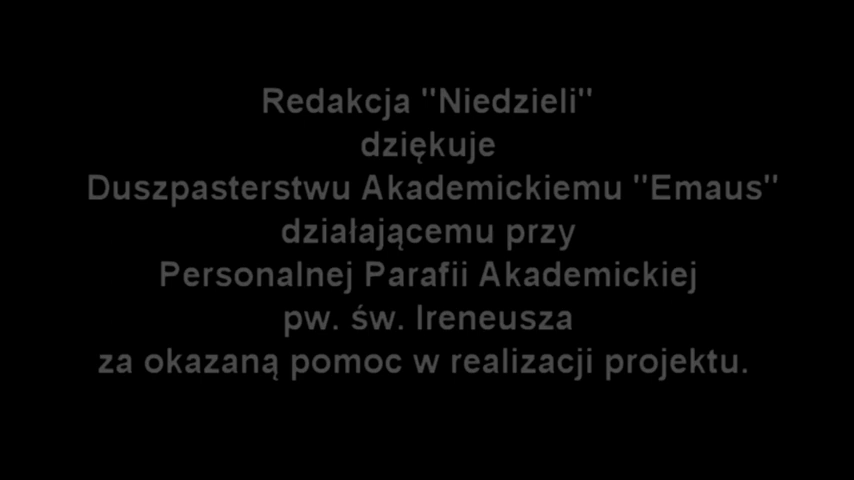 Redakcja "Niedzieli"
dziękuje
Duszpasterstwu Akademickiemu "Emaus"
działającemu przy
Personalnej Parafii Akademickiej
pw. św. Ireneusza
za okazaną pomoc w realizacji projektu.